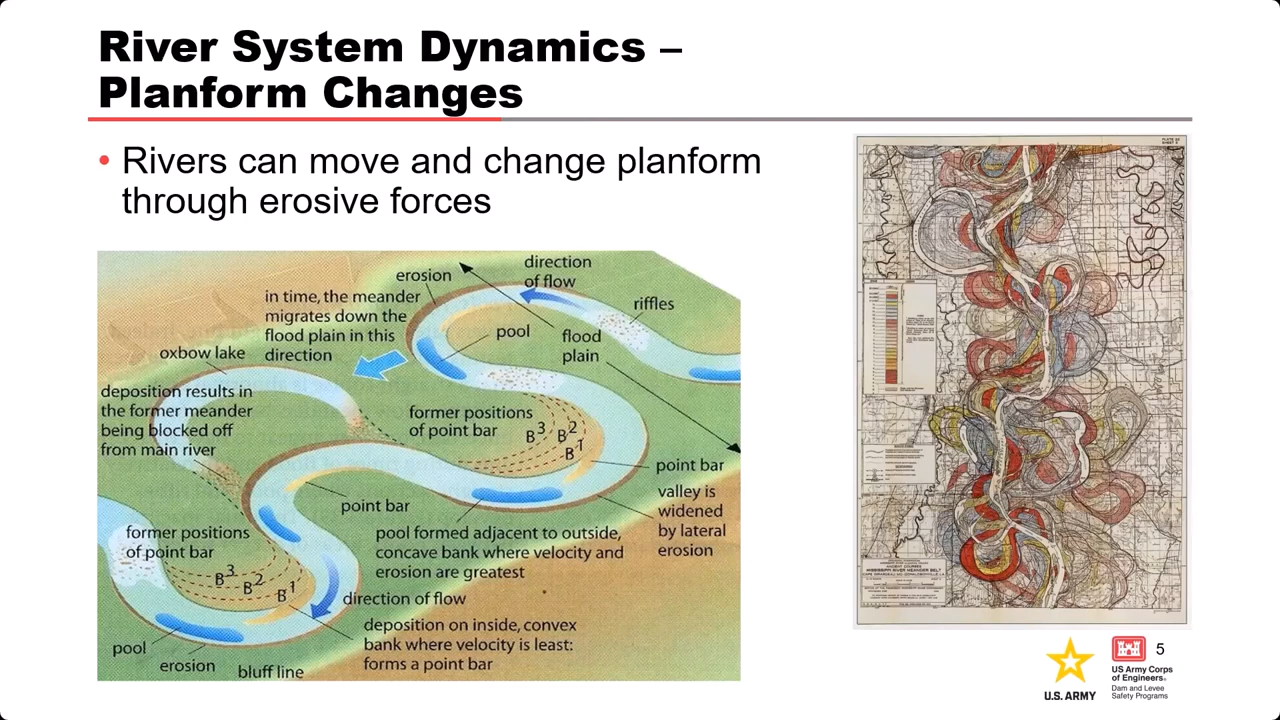 River System Dynamics –
Planform Changes
• Rivers can move and change planform
through erosive forces
erosion
direction
of flow
in time, the meander
migrates down the
flood plain in this
direction
riffles
pool
flood
plain
oxbow lake
deposition results in
the former meander
being blocked off
from main river
former positions
of point bar
B3 B2
B1
point bar
point bar
valley is
widened
by lateral
erosion
pool formed adjacent to outside,
concave bank where velocity and
erosion are greatest
former positions
of point bar
B3
B2
B1
direction of flow
deposition on inside, convex
bank where velocity is least:
forms a point bar
pool
erosion
bluff line
MISSISSIPPI RIVER MEANDER BELT
U.S. ARMY
US Army Corps
of Engineers®
Dam and Levee
Safety Programs
5